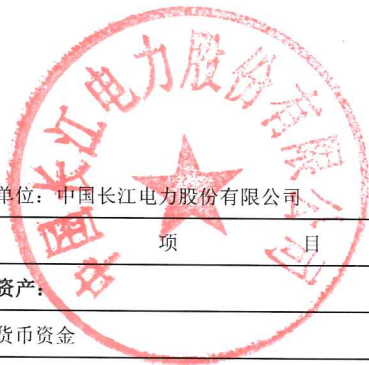 中国长江电力股份有限公司
单位：中国长江电力股份有限公司
项 目
资产：
货币资金